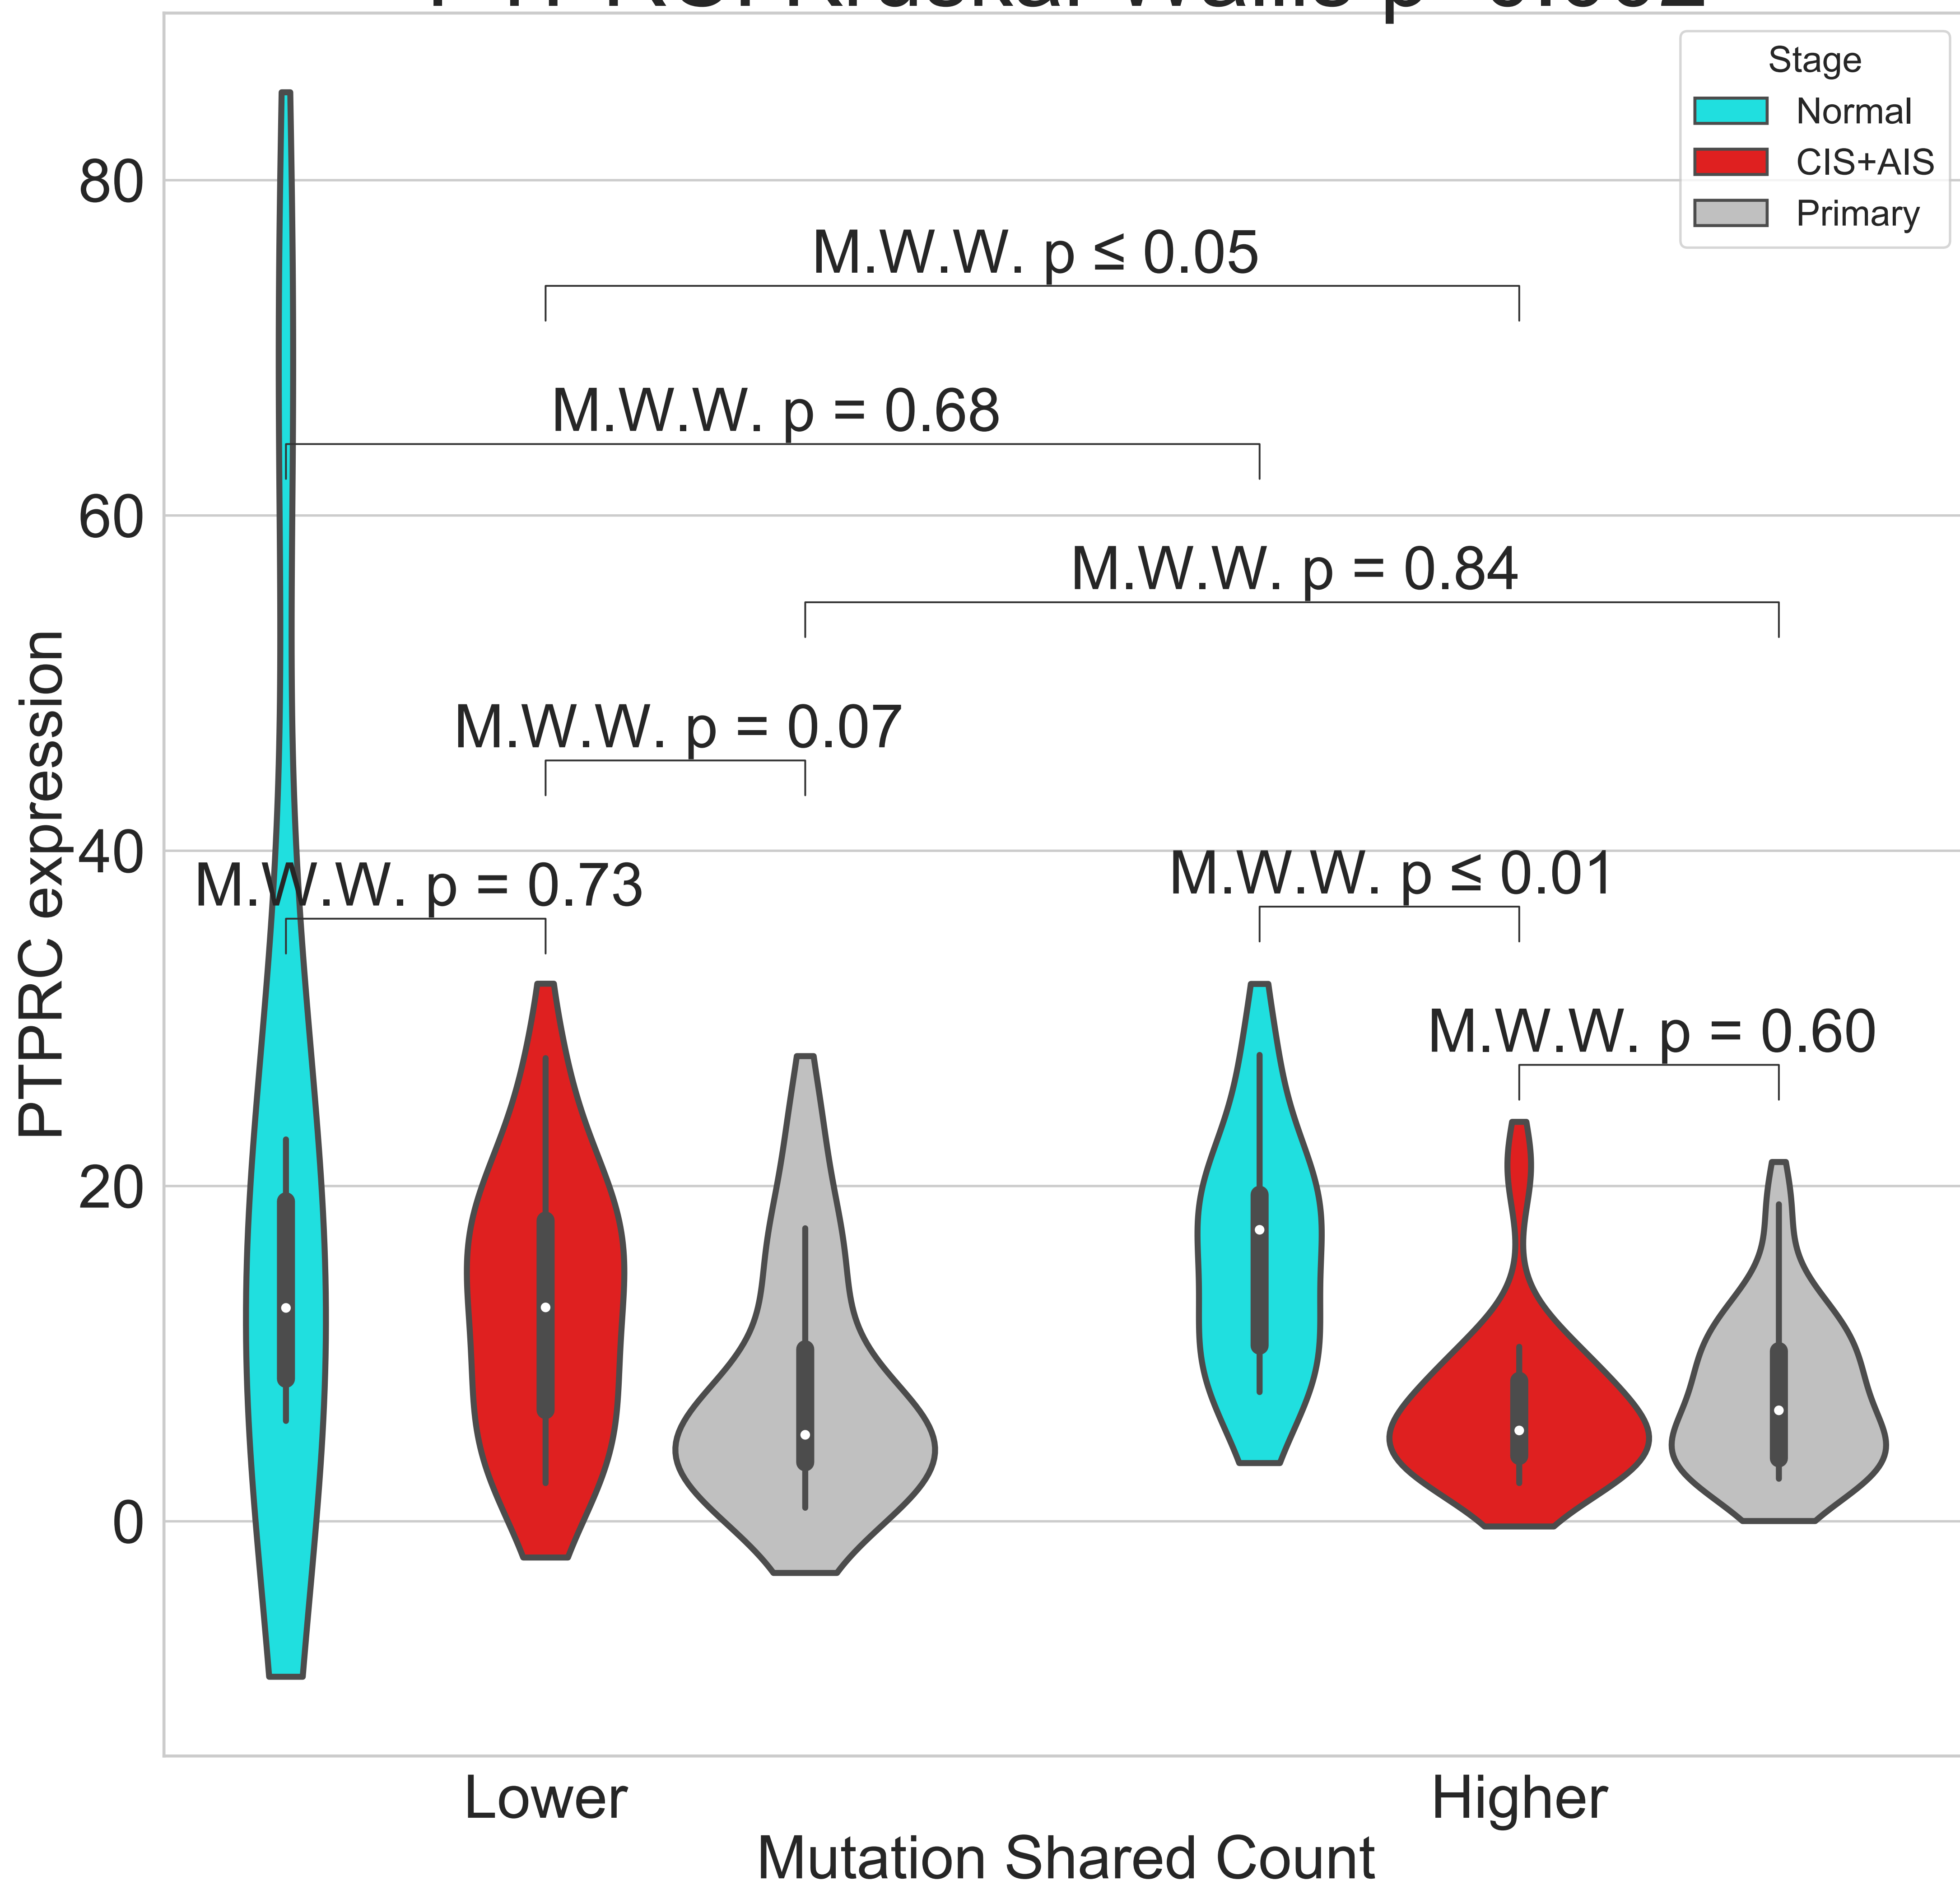 Stage
Normal
CIS+AIS
Primary
80
60
40
20
0
PTPRC expression
M.W.W. p ≤ 0.05
M.W.W. p = 0.68
M.W.W. p = 0.84
M.W.W. p = 0.07
M.W.W. p = 0.73
M.W.W. p ≤ 0.01
M.W.W. p = 0.60
Lower
Higher
Mutation Shared Count